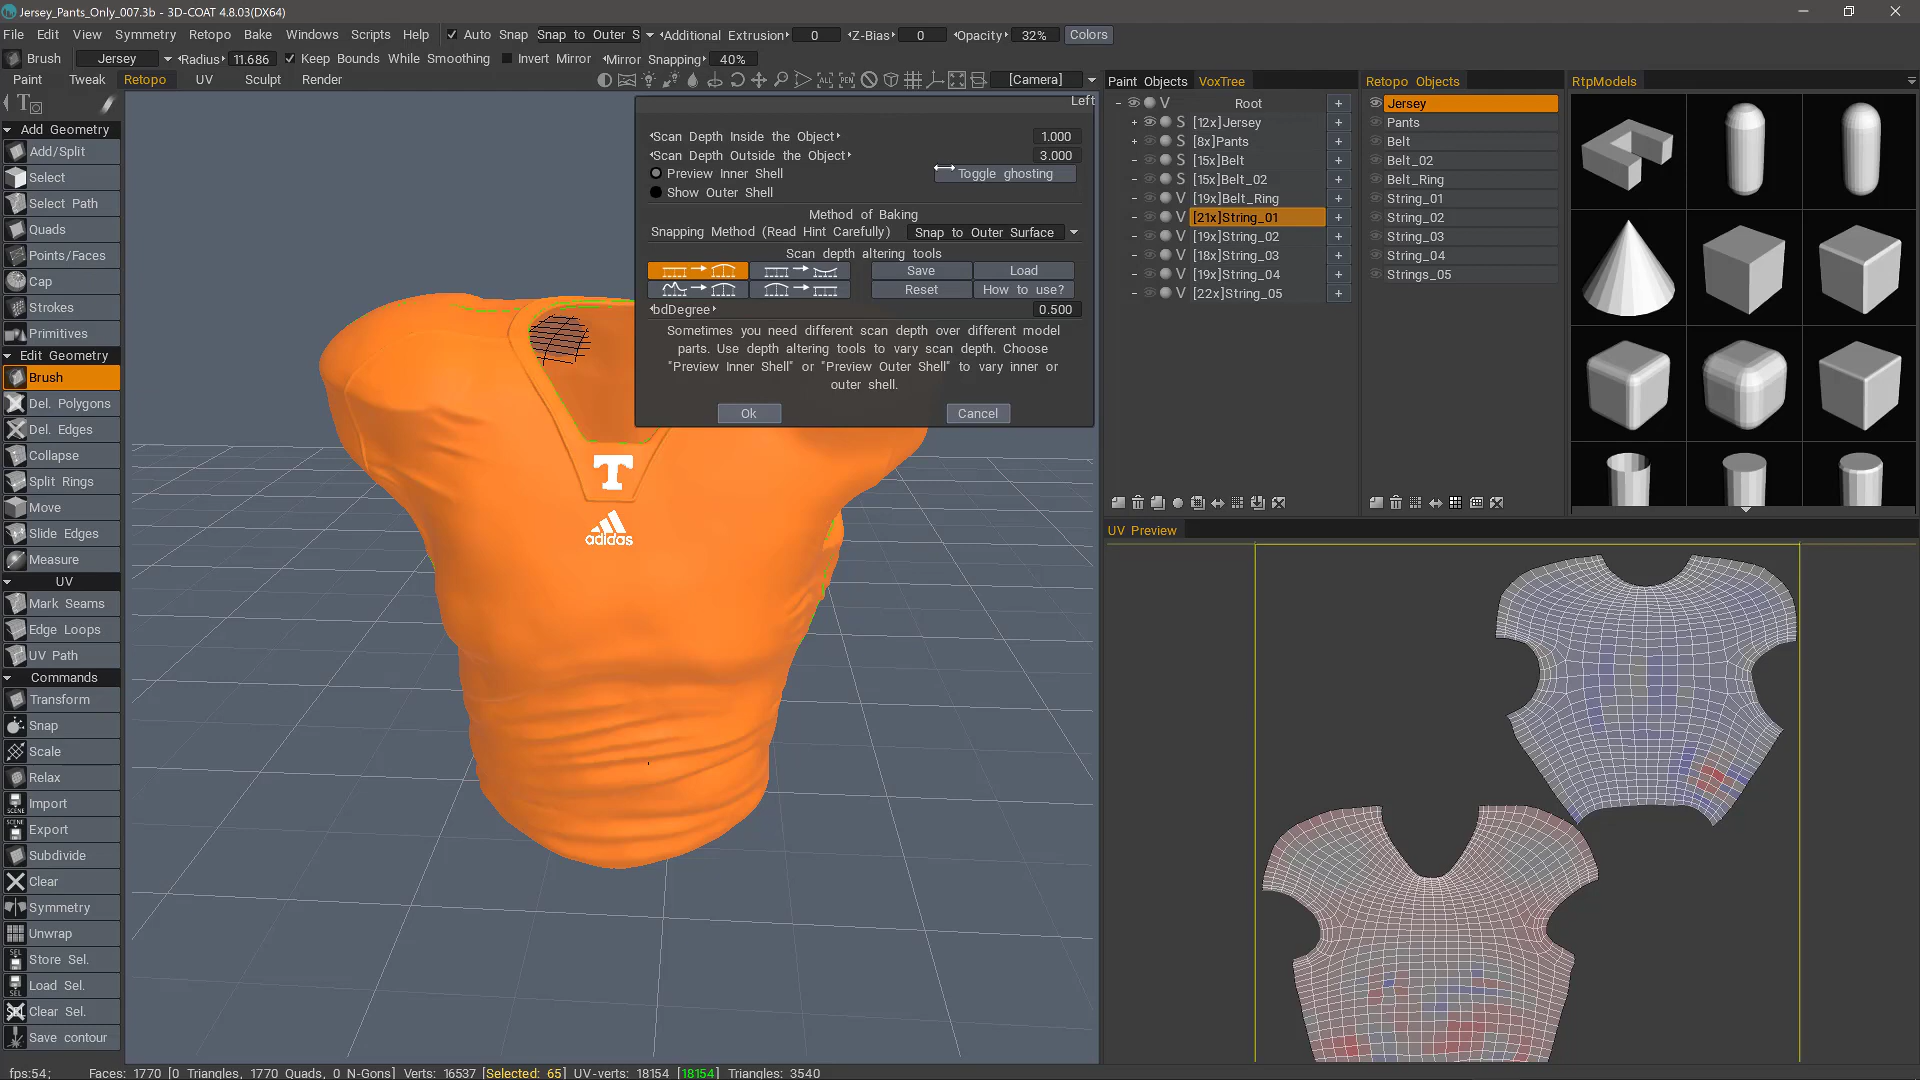 Jersey_Pants_Only_007.3b - 3D-COAT 4.8.03(DX64)
File Edit View Symmetry Retopo Bake Windows Scripts Help Auto Snap Snap to Outer S Additional Extrusion 0 Z-Bias 0 Opacity 32% Colors
Brush Jersey Radius 11.686 Keep Bounds While Smoothing Invert Mirror Mirror Snapping 40%
Paint Tweak Retopo UV Sculpt Render ALL PEN [Camera]
Paint Objects VoxTree Retopo Objects RtpModels
Add Geometry
Add/Split
Select
Select Path
Quads
Points/Faces
Cap
Strokes
Primitives
Edit Geometry
Brush
Del. Polygons
Del. Edges
Collapse
Split Rings
Move
Slide Edges
Measure
UV
Mark Seams
Edge Loops
UV Path
Commands
Transform
Snap
Scale
Relax
SCENE Import
SCENE Export
Subdivide
Clear
Symmetry
Unwrap
SEL Store Sel.
SEL Load Sel.
SEL Clear Sel.
Save contour
Left
Scan Depth Inside the Object 1.000
Scan Depth Outside the Object 3.000
Preview Inner Shell Toggle ghosting
Show Outer Shell
Method of Baking
Snapping Method (Read Hint Carefully) Snap to Outer Surface
Scan depth altering tools
Save Load
Reset How to use?
bdDegree 0.500
Sometimes you need different scan depth over different model
parts. Use depth altering tools to vary scan depth. Choose
"Preview Inner Shell" or "Preview Outer Shell" to vary inner or
outer shell.
Ok Cancel
T
adidas
V Root +
+ S [12x]Jersey +
+ S [8x]Pants +
S [15x]Belt +
S [15x]Belt_02 +
V [19x]Belt_Ring +
V [21x]String_01 +
V [19x]String_02 +
V [18x]String_03 +
V [19x]String_04 +
V [22x]String_05 +
Jersey
Pants
Belt
Belt_02
Belt_Ring
String_01
String_02
String_03
String_04
Strings_05
UV Preview
fps:54; Faces: 1770 [0 Triangles, 1770 Quads, 0 N-Gons] Verts: 16537 [Selected: 65] UV-verts: 18154 [18154] Triangles: 3540